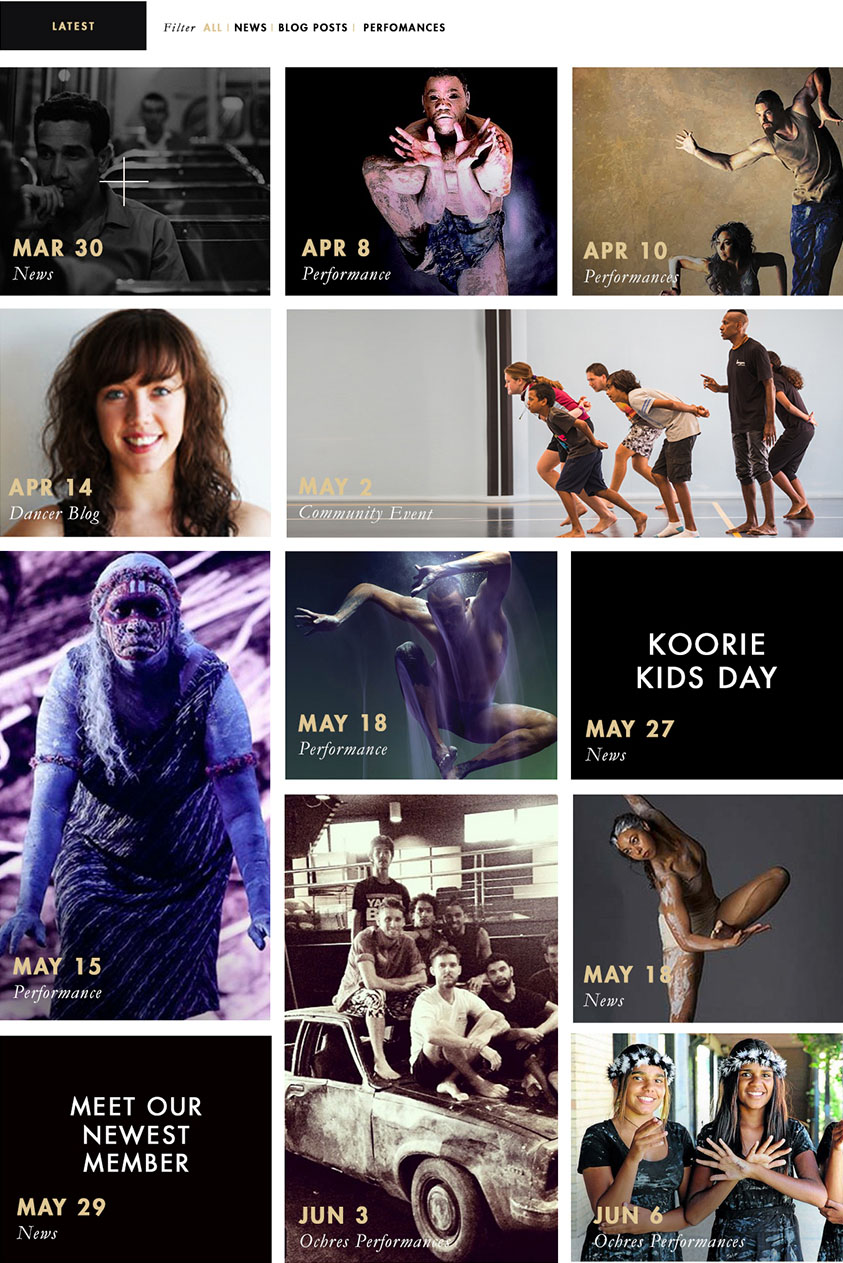 LATEST
Filter ALL | NEWS | BLOG POSTS | PERFOMANCES
MAR 30
News
APR 8
Performance
APR 10
Performances
APR 14
Dancer Blog
MAY 2
Community Event
MAY 15
Performance
MAY 18
Performance
KOORIE
KIDS DAY
MAY 27
News
MAY 18
News
MEET OUR
NEWEST
MEMBER
MAY 29
News
JUN 3
Ochres Performances
JUN 6
Ochres Performances